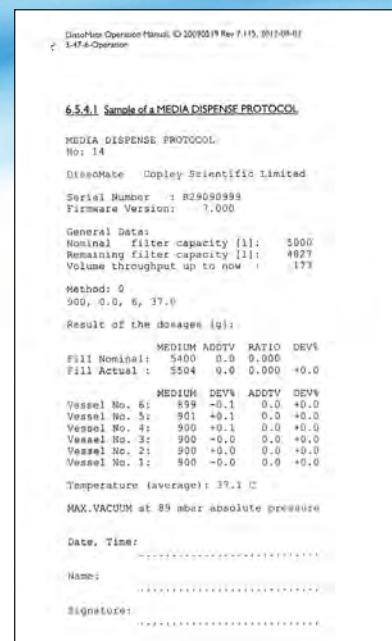 DissoMate Operation Manual, ID 20090519 Rev 7.115, 2012-08-02
3-47-6-Operation
6.5.4.1 Sample of a MEDIA DISPENSE PROTOCOL
MEDIA DISPENSE PROTOCOL
No: 14
DissoMate Copley Scientific Limited
Serial Number : R29090999
Firmware Version: 7.000
General Data:
Nominal filter capacity [l]: 5000
Remaining filter capacity [l]: 4827
Volume throughput up to now : 173
Method: 0
900, 0.0, 6, 37.0
Result of the dosages [g]:
MEDIUM ADDTV RATIO DEV%
Fill Nominal: 5400 0.0 0.000
Fill Actual : 5504 0.0 0.000 +0.0
MEDIUM DEV% ADDTV DEV%
Vessel No. 6: 899 -0.1 0.0 +0.0
Vessel No. 5: 901 +0.1 0.0 +0.0
Vessel No. 4: 900 +0.1 0.0 +0.0
Vessel No. 3: 900 -0.0 0.0 +0.0
Vessel No. 2: 900 -0.0 0.0 +0.0
Vessel No. 1: 900 -0.0 0.0 +0.0
Temperature (average): 37.1 C
MAX.VACUUM at 89 mbar absolute pressure
Date, Time:
Name:
Signature: